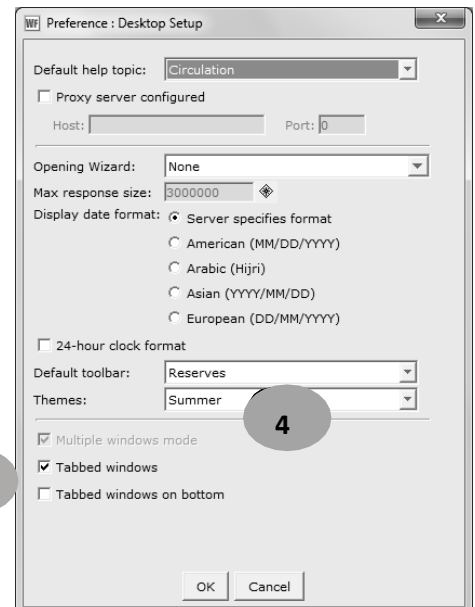 WF Preference : Desktop Setup
Default help topic: Circulation
Proxy server configured
Host: Port: 0
Opening Wizard: None
Max response size: 3000000
Display date format: Server specifies format
American (MM/DD/YYYY)
Arabic (Hijri)
Asian (YYYY/MM/DD)
European (DD/MM/YYYY)
24-hour clock format
Default toolbar: Reserves
Themes: Summer
4
Multiple windows mode
Tabbed windows
Tabbed windows on bottom
OK Cancel